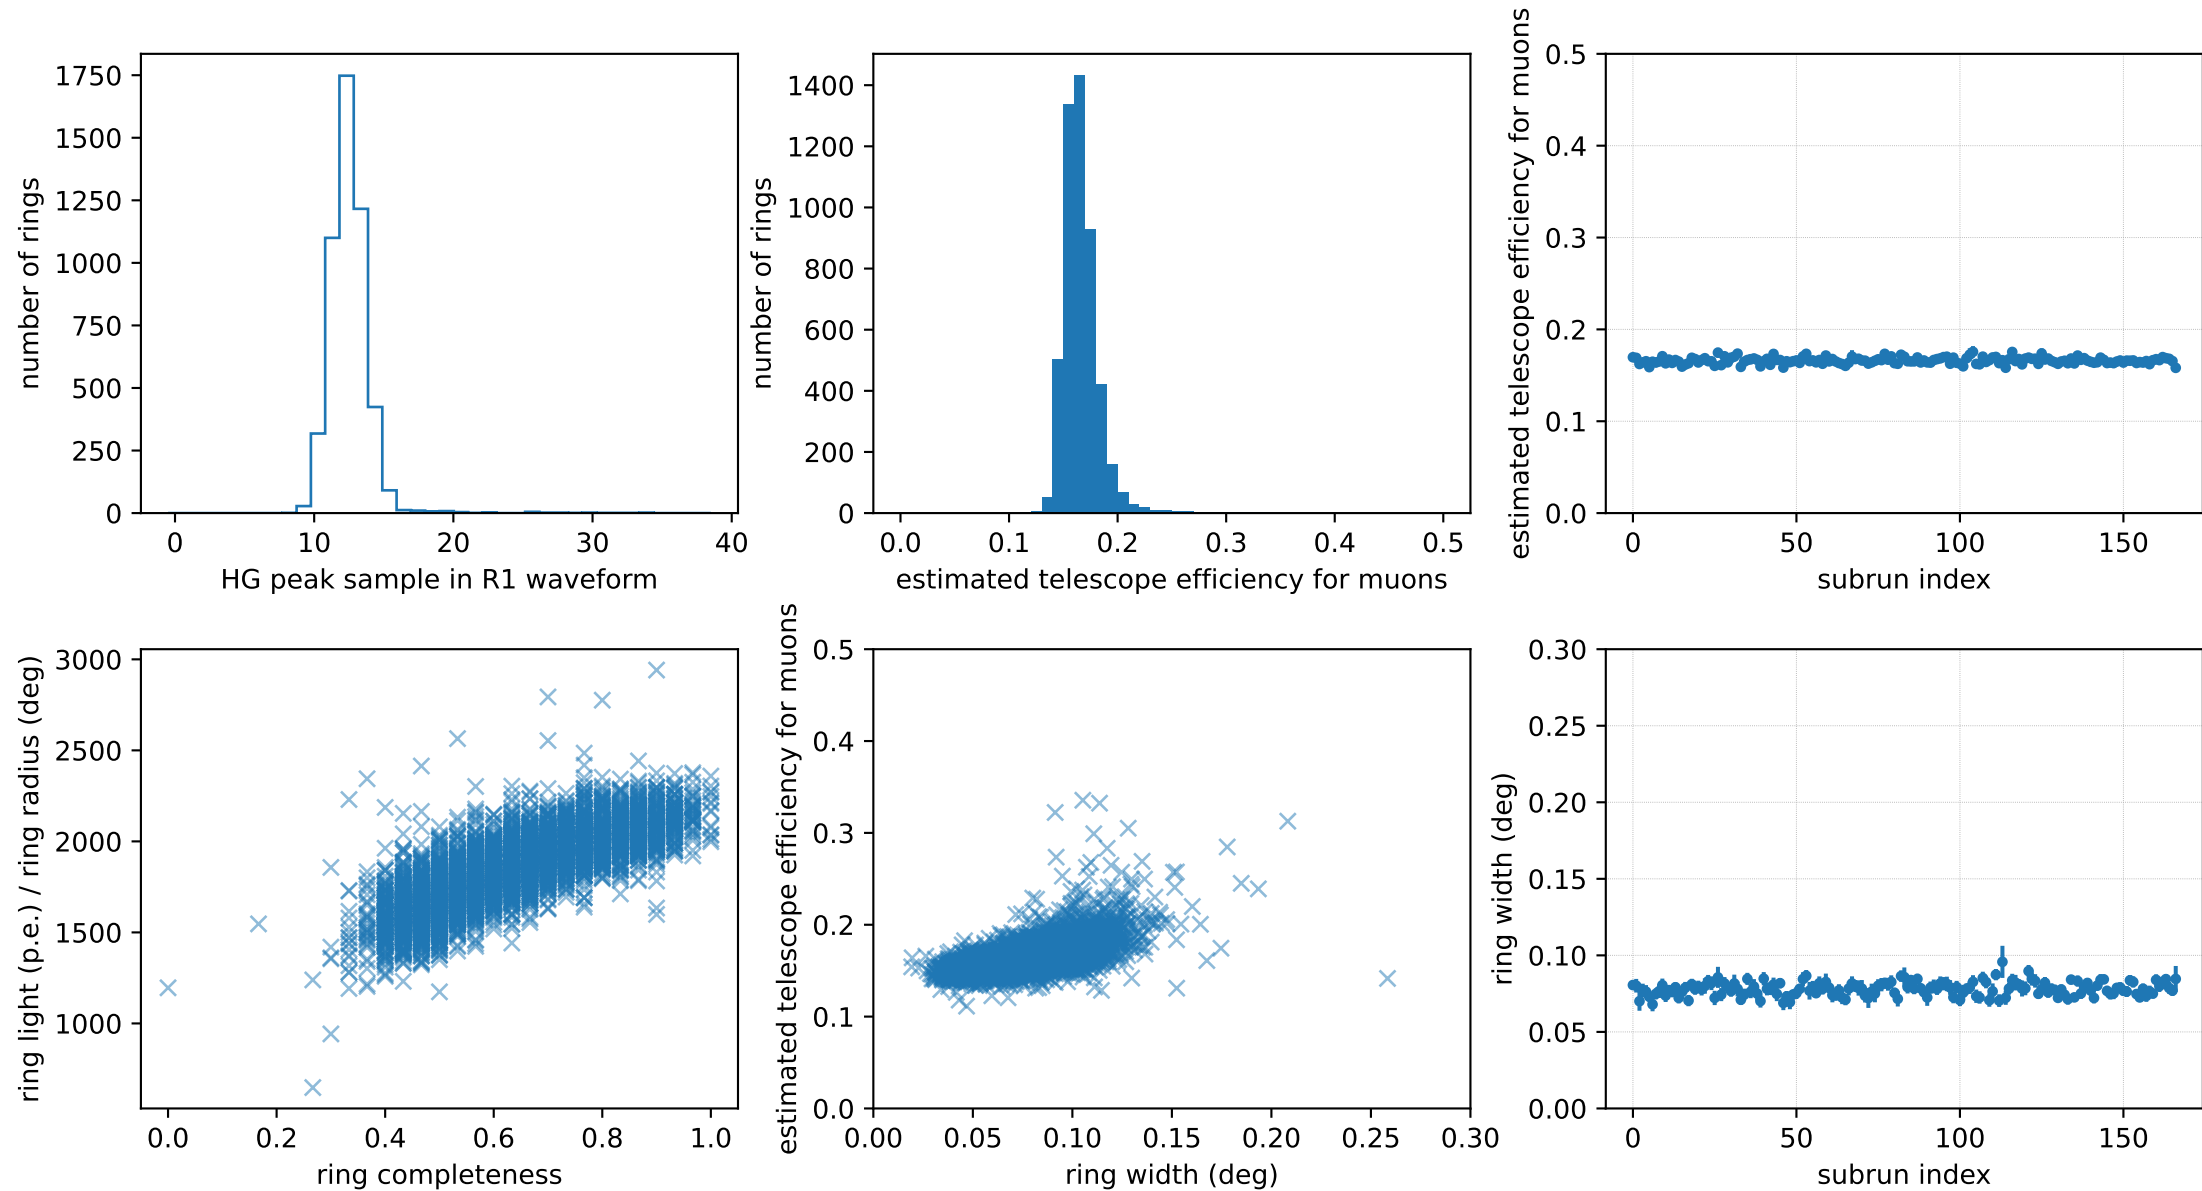 number of rings
1750
1500
1250
1000
750
500
250
0
0 10 20 30 40
HG peak sample in R1 waveform
number of rings
1400
1200
1000
800
600
400
200
0
0.0 0.1 0.2 0.3 0.4 0.5
estimated telescope efficiency for muons
estimated telescope efficiency for muons
0.5
0.4
0.3
0.2
0.1
0.0
0 50 100 150
subrun index
ring light (p.e.) / ring radius (deg)
3000
2500
2000
1500
1000
0.0 0.2 0.4 0.6 0.8 1.0
ring completeness
estimated telescope efficiency for muons
0.5
0.4
0.3
0.2
0.1
0.0
0.00 0.05 0.10 0.15 0.20 0.25 0.30
ring width (deg)
ring width (deg)
0.30
0.25
0.20
0.15
0.10
0.05
0.00
0 50 100 150
subrun index